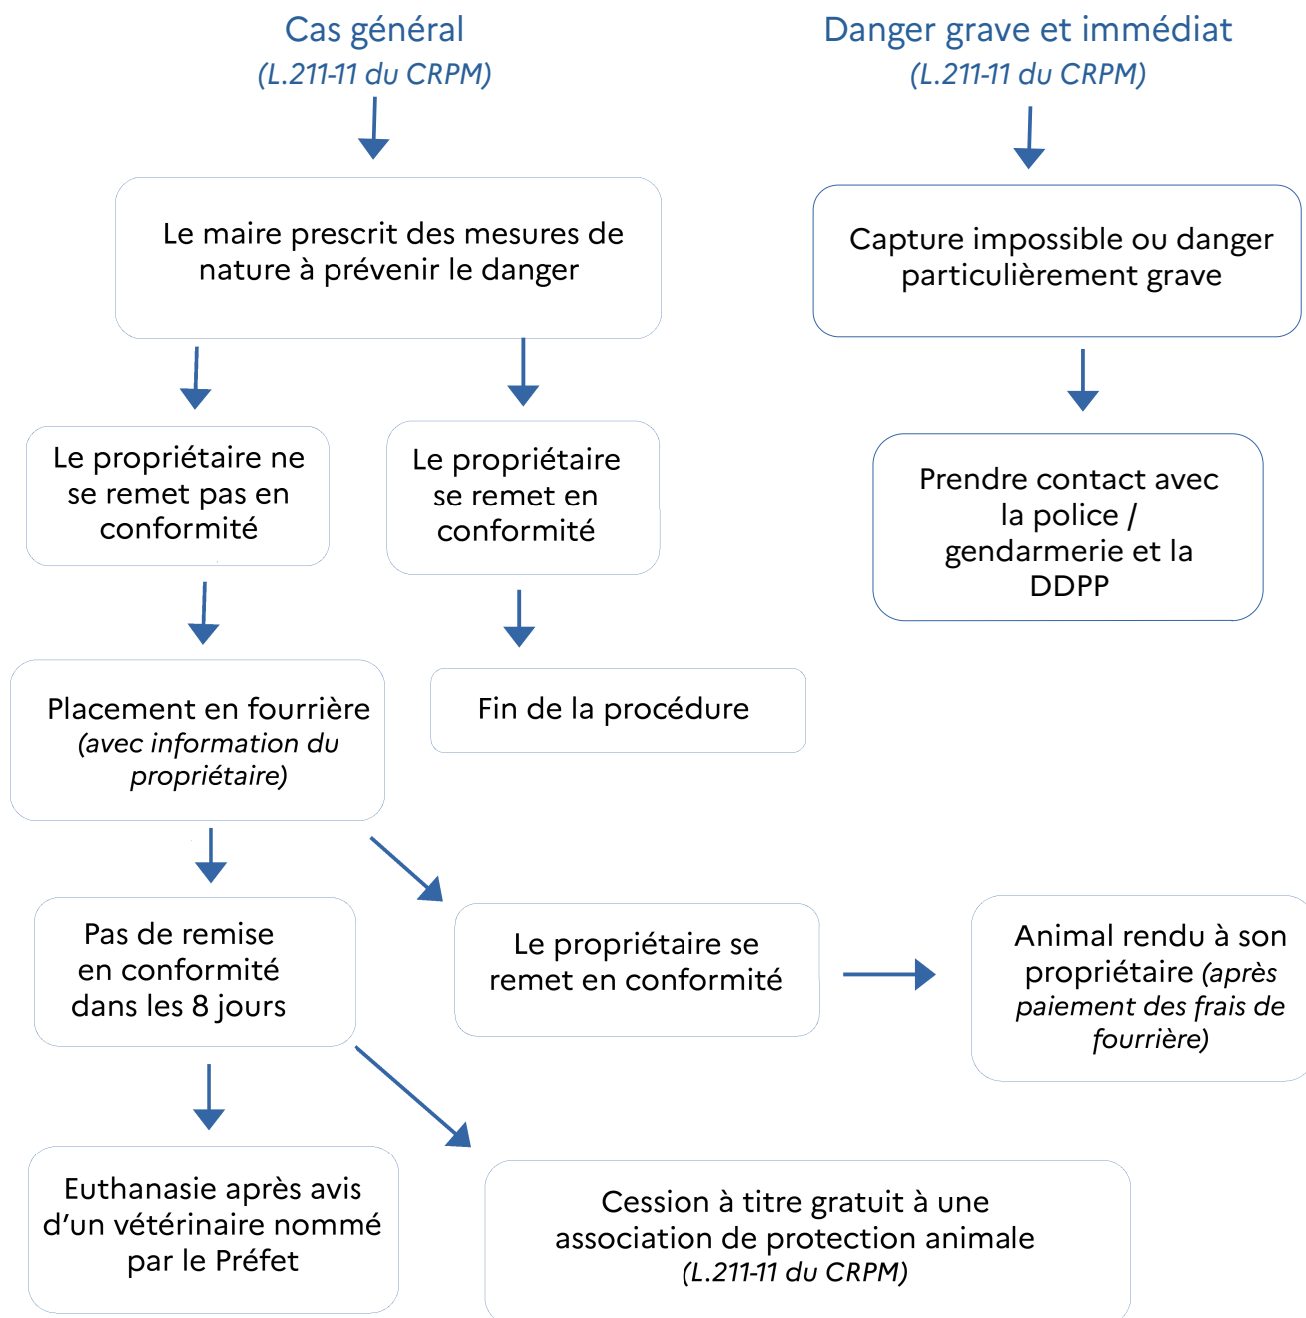 Cas général
(L.211-11 du CRPM)
Danger grave et immédiat
(L.211-11 du CRPM)
Le maire prescrit des mesures de
nature à prévenir le danger
Capture impossible ou danger
particulièrement grave
Le propriétaire ne
se remet pas en
conformité
Le propriétaire
se remet en
conformité
Prendre contact avec
la police /
gendarmerie et la
DDPP
Placement en fourrière
(avec information du
propriétaire)
Fin de la procédure
Pas de remise
en conformité
dans les 8 jours
Le propriétaire se
remet en conformité
Animal rendu à son
propriétaire (après
paiement des frais de
fourrière)
Euthanasie après avis
d’un vétérinaire nommé
par le Préfet
Cession à titre gratuit à une
association de protection animale
(L.211-11 du CRPM)